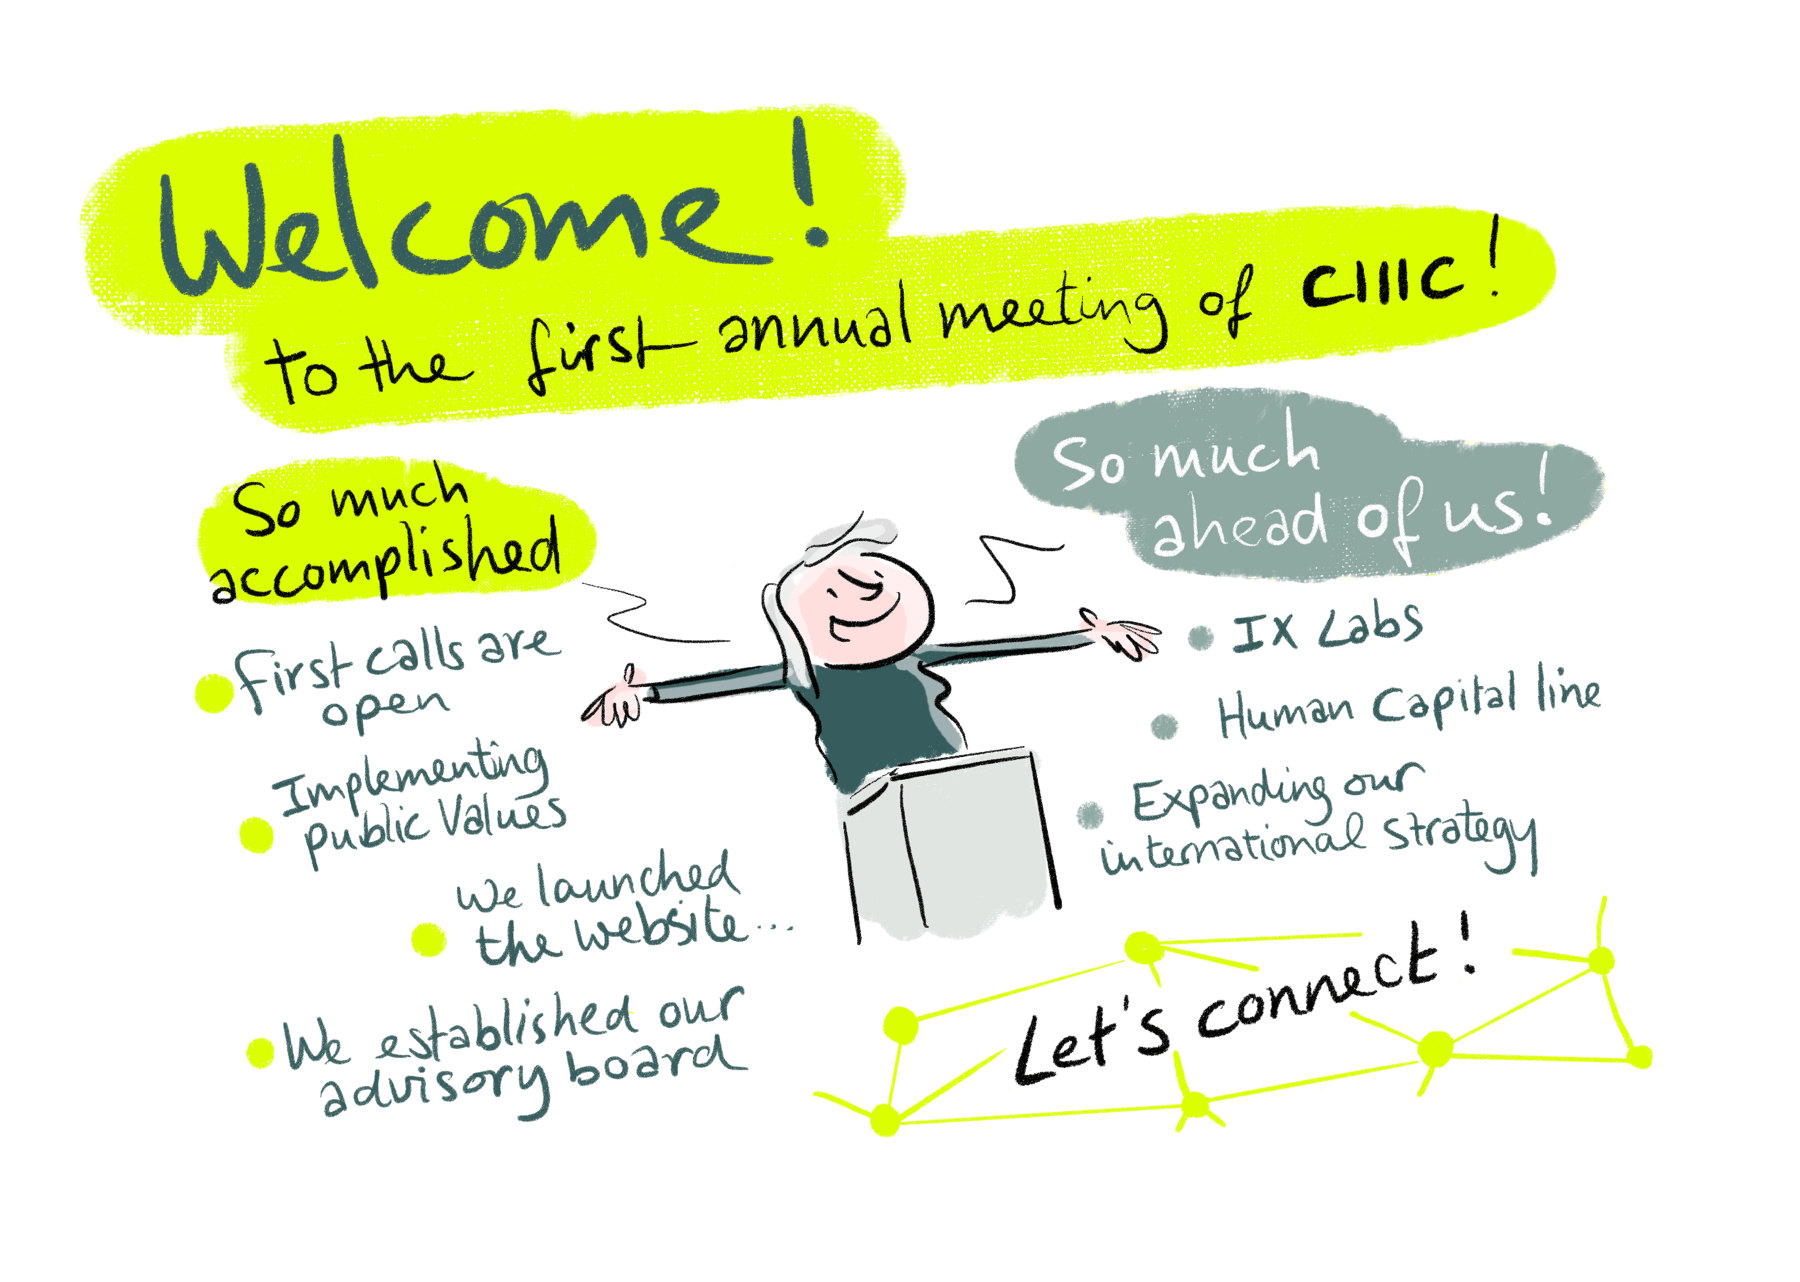 Welcome!
to the first annual meeting of CIIIC!
So much
accomplished
First calls are
open
Implementing
public Values
We launched
the website...
We established our
advisory board
So much
ahead of us!
IX Labs
Human Capital line
Expanding our
international strategy
Let's connect!